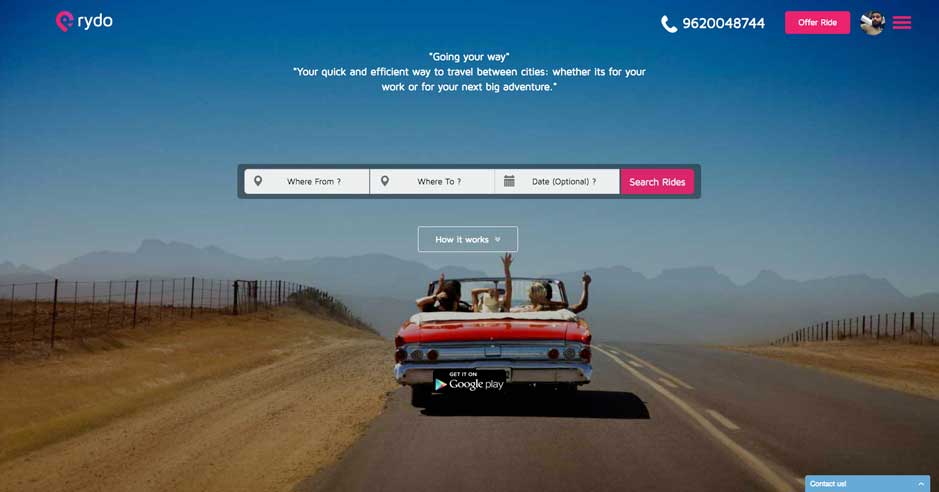 rydo
9620048744
Offer Ride
"Going your way"
"Your quick and efficient way to travel between cities: whether its for your
work or for your next big adventure."
Where From ?
Where To ?
Date (Optional) ?
Search Rides
How it works
GET IT ON
Google play
Contact us!